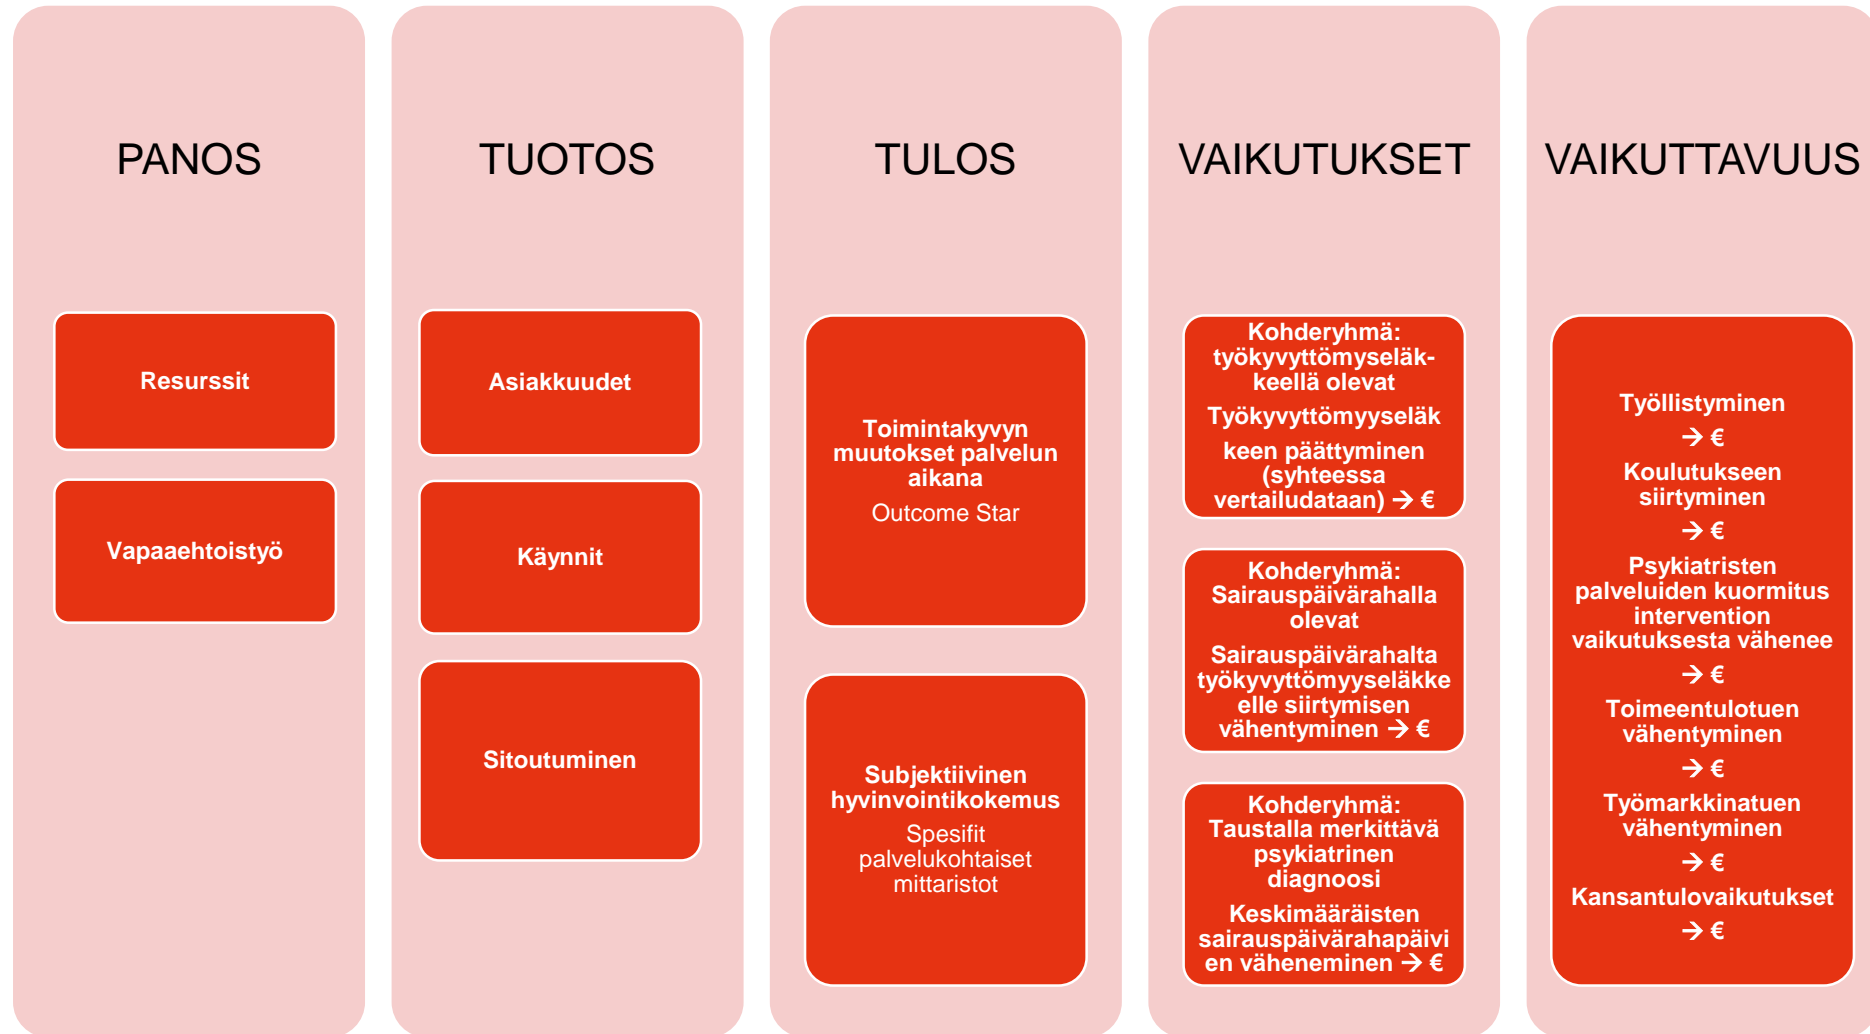 PANOS
Resurssit
Vapaaehtoistyö
TUOTOS
Asiakkuudet
Käynnit
Sitoutuminen
TULOS
Toimintakyvyn
muutokset palvelun
aikana
Outcome Star
Subjektiivinen
hyvinvointikokemus
Spesifit
palvelukohtaiset
mittaristot
VAIKUTUKSET
Kohderyhmä:
työkyvyttömyseläk-
keellä olevat
Työkyvyttömyyseläk
keen päättyminen
(syhteessa
vertailudataan) → €
Kohderyhmä:
Sairauspäivärahalla
olevat
Sairauspäivärahalta
työkyvyttömyyseläkke
elle siirtymisen
vähentyminen → €
Kohderyhmä:
Taustalla merkittävä
psykiatrinen
diagnoosi
Keskimääräisten
sairauspäivärahapäivi
en väheneminen → €
VAIKUTTAVUUS
Työllistyminen
→ €
Koulutukseen
siirtyminen
→ €
Psykiatristen
palveluiden kuormitus
intervention
vaikutuksesta vähenee
→ €
Toimeentulotuen
vähentyminen
→ €
Työmarkkinatuen
vähentyminen
→ €
Kansantulovaikutukset
→ €